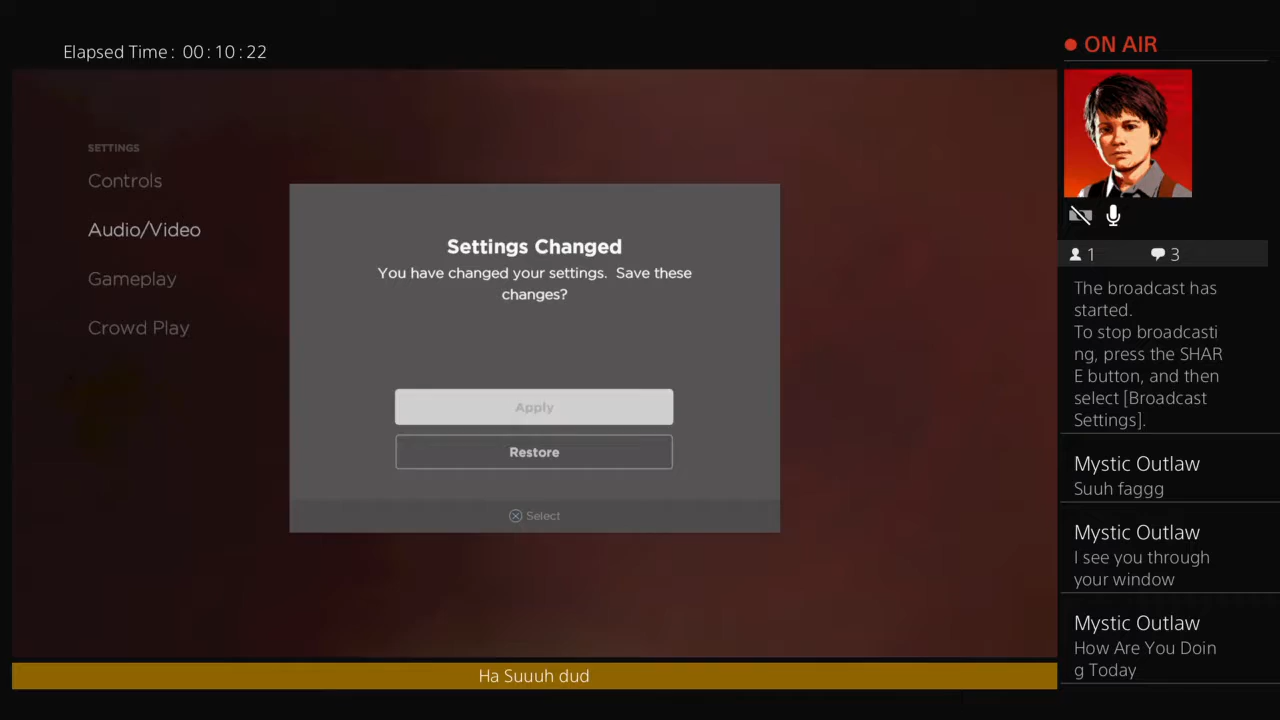 Elapsed Time: 00:10:22
SETTINGS
Controls
Audio/Video
Gameplay
Crowd Play
Settings Changed
You have changed your settings.  Save these
changes?
Apply
Restore
Select
Ha Suuuh dud
ON AIR
1 3
The broadcast has
started.
To stop broadcasti
ng, press the SHAR
E button, and then
select [Broadcast
Settings].
Mystic Outlaw
Suuh faggg
Mystic Outlaw
I see you through
your window
Mystic Outlaw
How Are You Doin
g Today